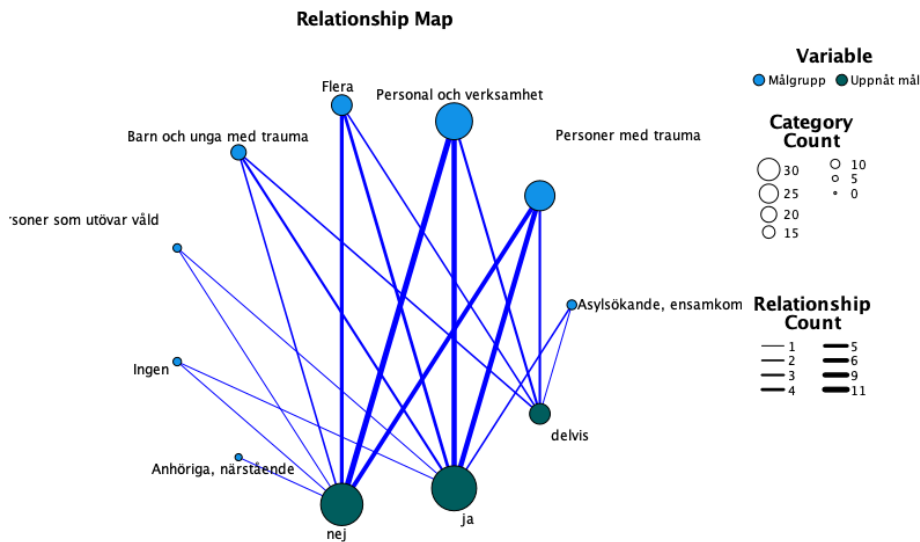 Relationship Map
Variable
Målgrupp
Uppnåt mål
Category
Count
30
25
20
15
10
5
0
Relationship
Count
1
2
3
4
5
6
9
11
Flera
Personal och verksamhet
Barn och unga med trauma
Personer med trauma
rsoner som utövar våld
Asylsökande, ensamkom
Ingen
delvis
Anhöriga, närstående
ja
nej